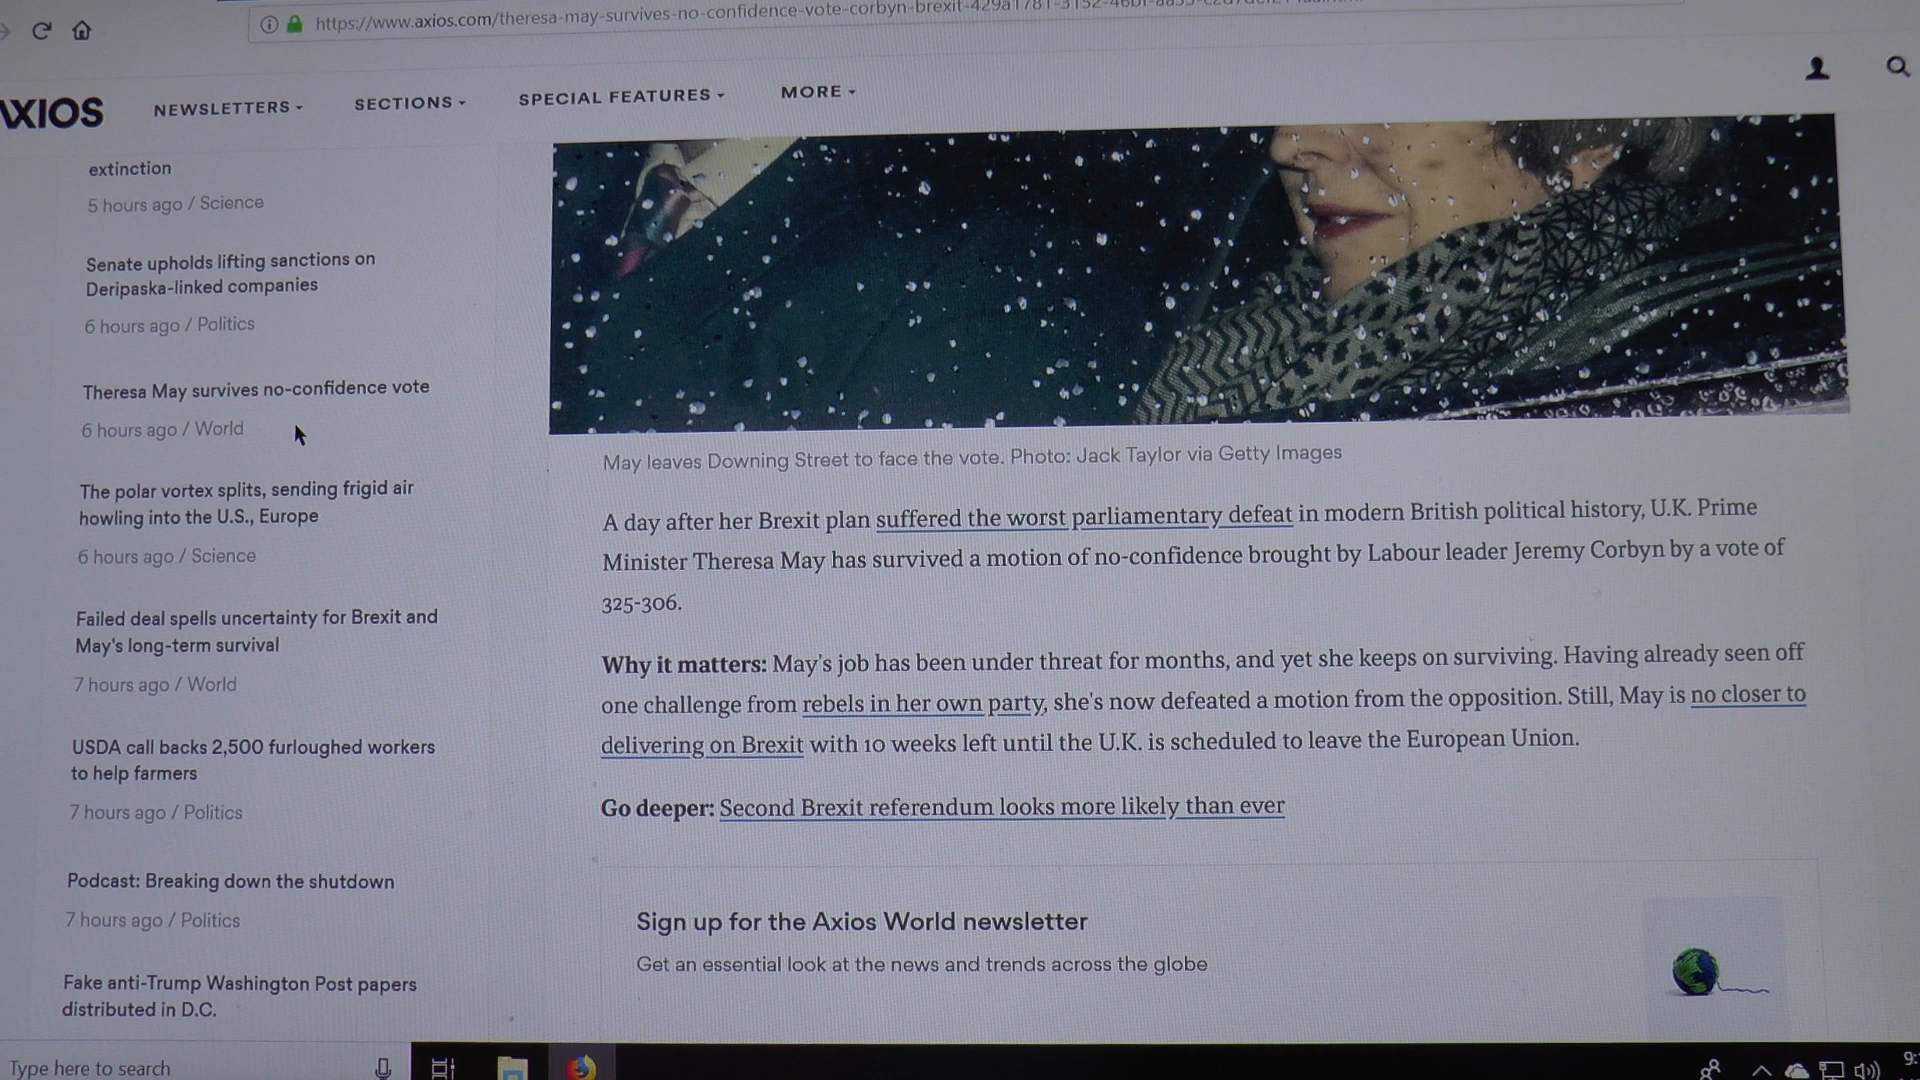 https://www.axios.com/theresa-may-survives-no-confidence-vote-corbyn-brexit-
AXIOS
NEWSLETTERS
SECTIONS
SPECIAL FEATURES
MORE
extinction
5 hours ago / Science
Senate upholds lifting sanctions on
Deripaska-linked companies
6 hours ago / Politics
Theresa May survives no-confidence vote
6 hours ago / World
The polar vortex splits, sending frigid air
howling into the U.S., Europe
6 hours ago / Science
Failed deal spells uncertainty for Brexit and
May's long-term survival
7 hours ago / World
USDA call backs 2,500 furloughed workers
to help farmers
7 hours ago / Politics
Podcast: Breaking down the shutdown
7 hours ago / Politics
Fake anti-Trump Washington Post papers
distributed in D.C.
May leaves Downing Street to face the vote. Photo: Jack Taylor via Getty Images
A day after her Brexit plan suffered the worst parliamentary defeat in modern British political history, U.K. Prime
Minister Theresa May has survived a motion of no-confidence brought by Labour leader Jeremy Corbyn by a vote of
325-306.
Why it matters: May's job has been under threat for months, and yet she keeps on surviving. Having already seen off
one challenge from rebels in her own party, she's now defeated a motion from the opposition. Still, May is no closer to
delivering on Brexit with 10 weeks left until the U.K. is scheduled to leave the European Union.
Go deeper: Second Brexit referendum looks more likely than ever
Sign up for the Axios World newsletter
Get an essential look at the news and trends across the globe
Type here to search